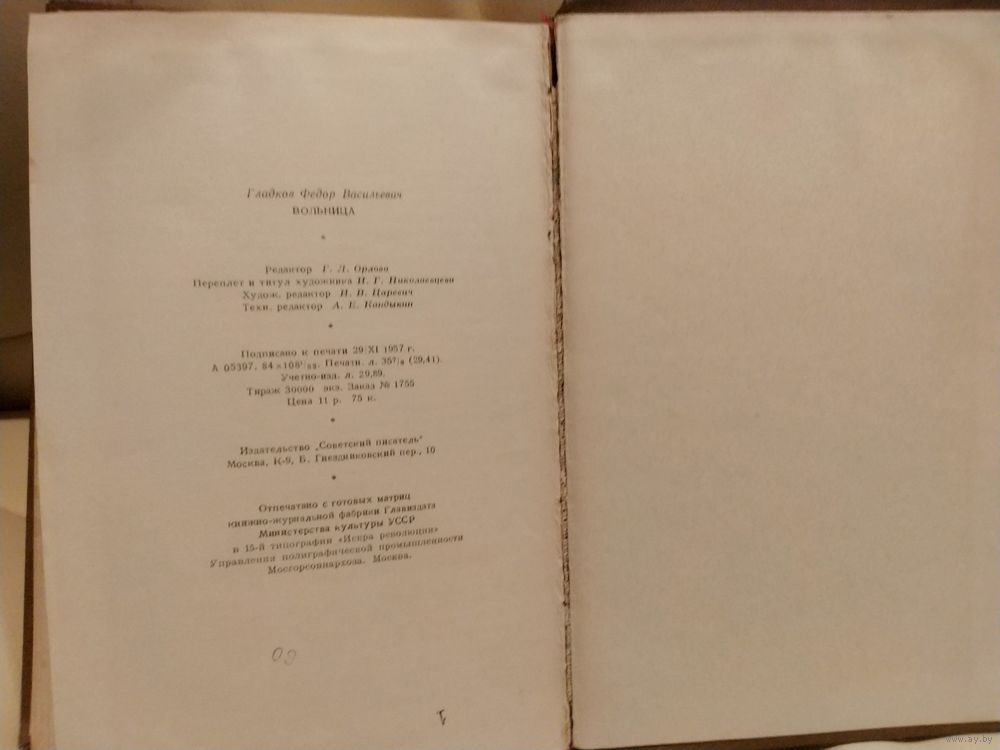 Гладков Федор Васильевич
ВОЛЬНИЦА
*
Редактор Г. Л. Орлова
Переплет и титул художника И. Г. Николаевцева
Худож. редактор И. И. Царевич
Техн. редактор А. Е. Кандыкин
*
Подписано к печати 29/XI 1957 г.
А 05397. 84×108¹/₃₂. Печатн. л. 35⁷/₈ (29,41).
Учетно-изд. л. 29,89.
Тираж 30000 экз. Заказ № 1755
Цена 11 р. 75 к.
*
Издательство „Советский писатель"
Москва, К-9, Б. Гнездниковский пер., 10
*
Отпечатано с готовых матриц
книжно-журнальной фабрики Главиздата
Министерства культуры УССР
в 15-й типографии «Искра революции»
Управления полиграфической промышленности
Мосгорсовнархоза. Москва.
www.ay.by